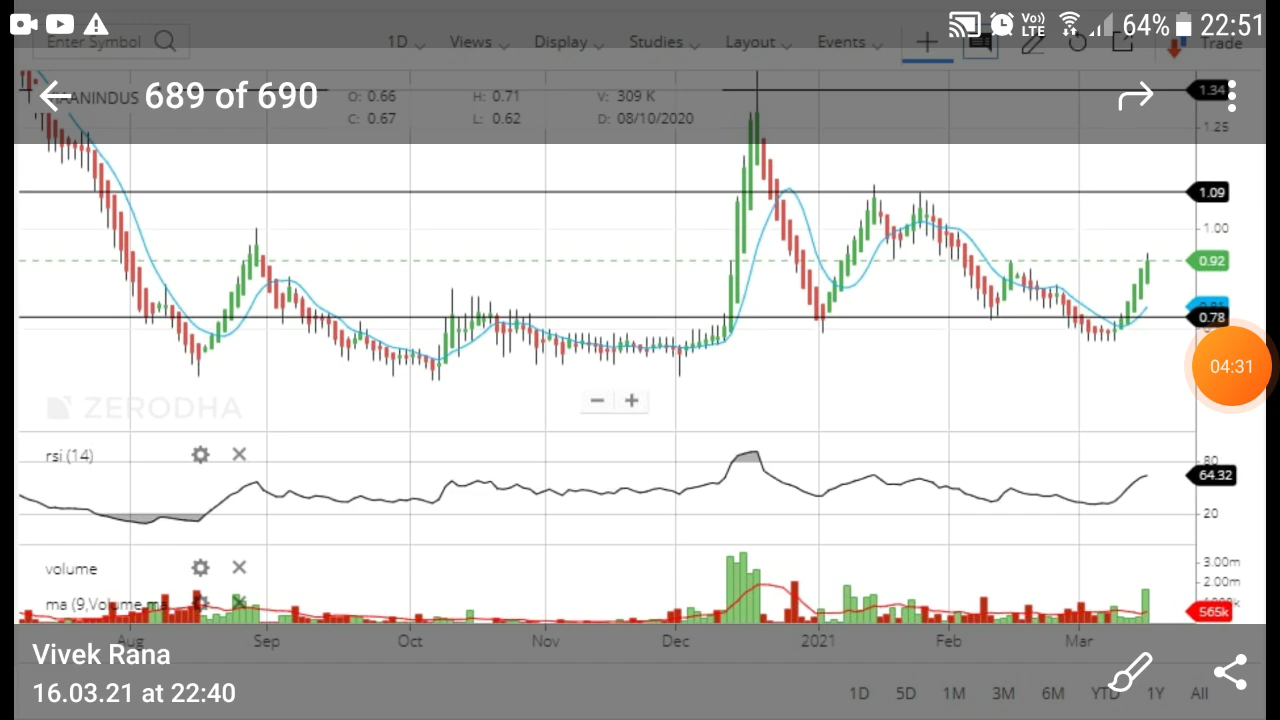 Vo)) LTE 64% 22:51
Enter Symbol 1D Views Display Studies Layout Events Trade
689 of 690
AANINDUS O: 0.66 H: 0.71 V: 309 K
C: 0.67 L: 0.62 D: 08/10/2020
1.34
1.25
1.09
1.00
0.92
0.78
04:31
ZERODHA
rsi (14)
80
64.32
20
volume
3.00m
2.00m
ma (9,Volume,ma
565k
Aug Sep Oct Nov Dec 2021 Feb Mar
Vivek Rana
16.03.21 at 22:40
1D 5D 1M 3M 6M YTD 1Y All